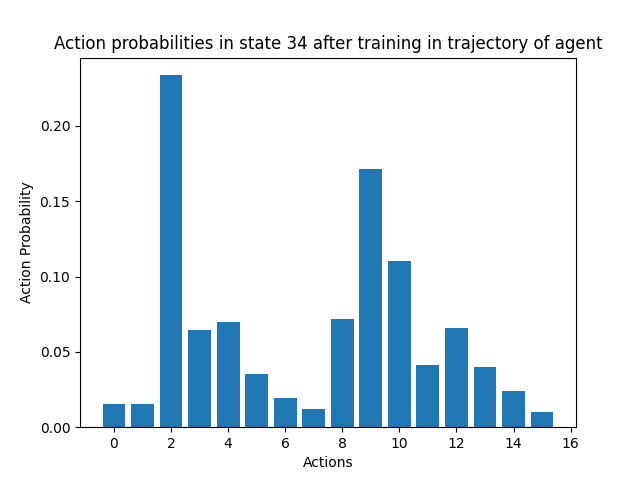 Action probabilities in state 34 after training in trajectory of agent
0.20
0.15
0.10
0.05
0.00
Action Probability
0 2 4 6 8 10 12 14 16
Actions